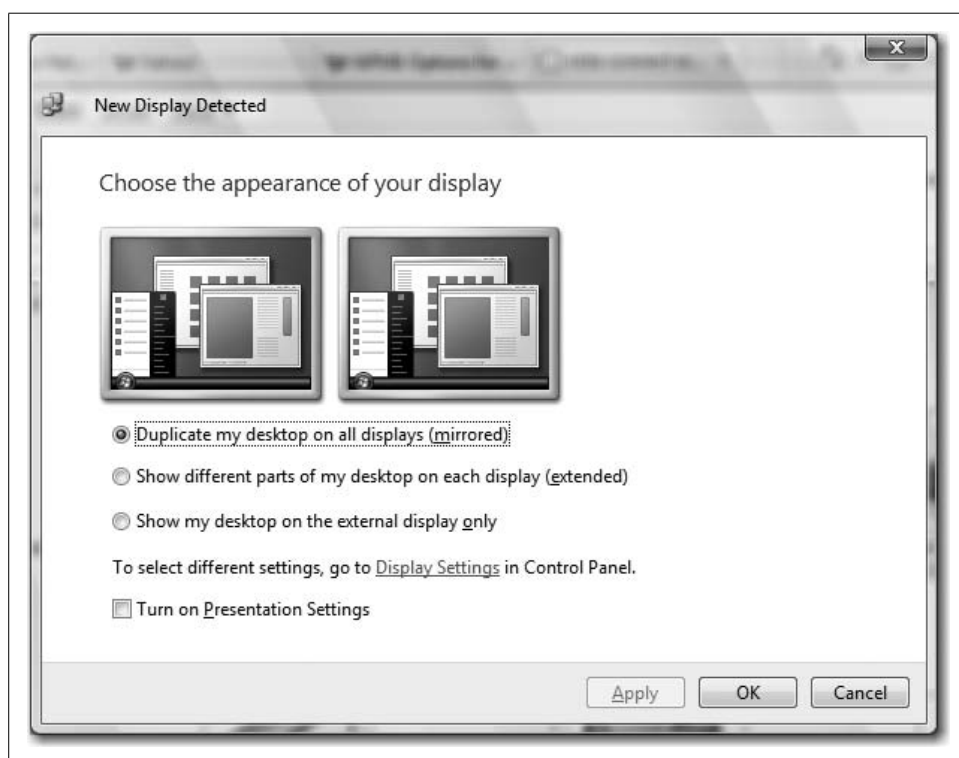 New Display Detected
Choose the appearance of your display
Duplicate my desktop on all displays (mirrored)
Show different parts of my desktop on each display (extended)
Show my desktop on the external display only
To select different settings, go to Display Settings in Control Panel.
Turn on Presentation Settings
Apply OK Cancel